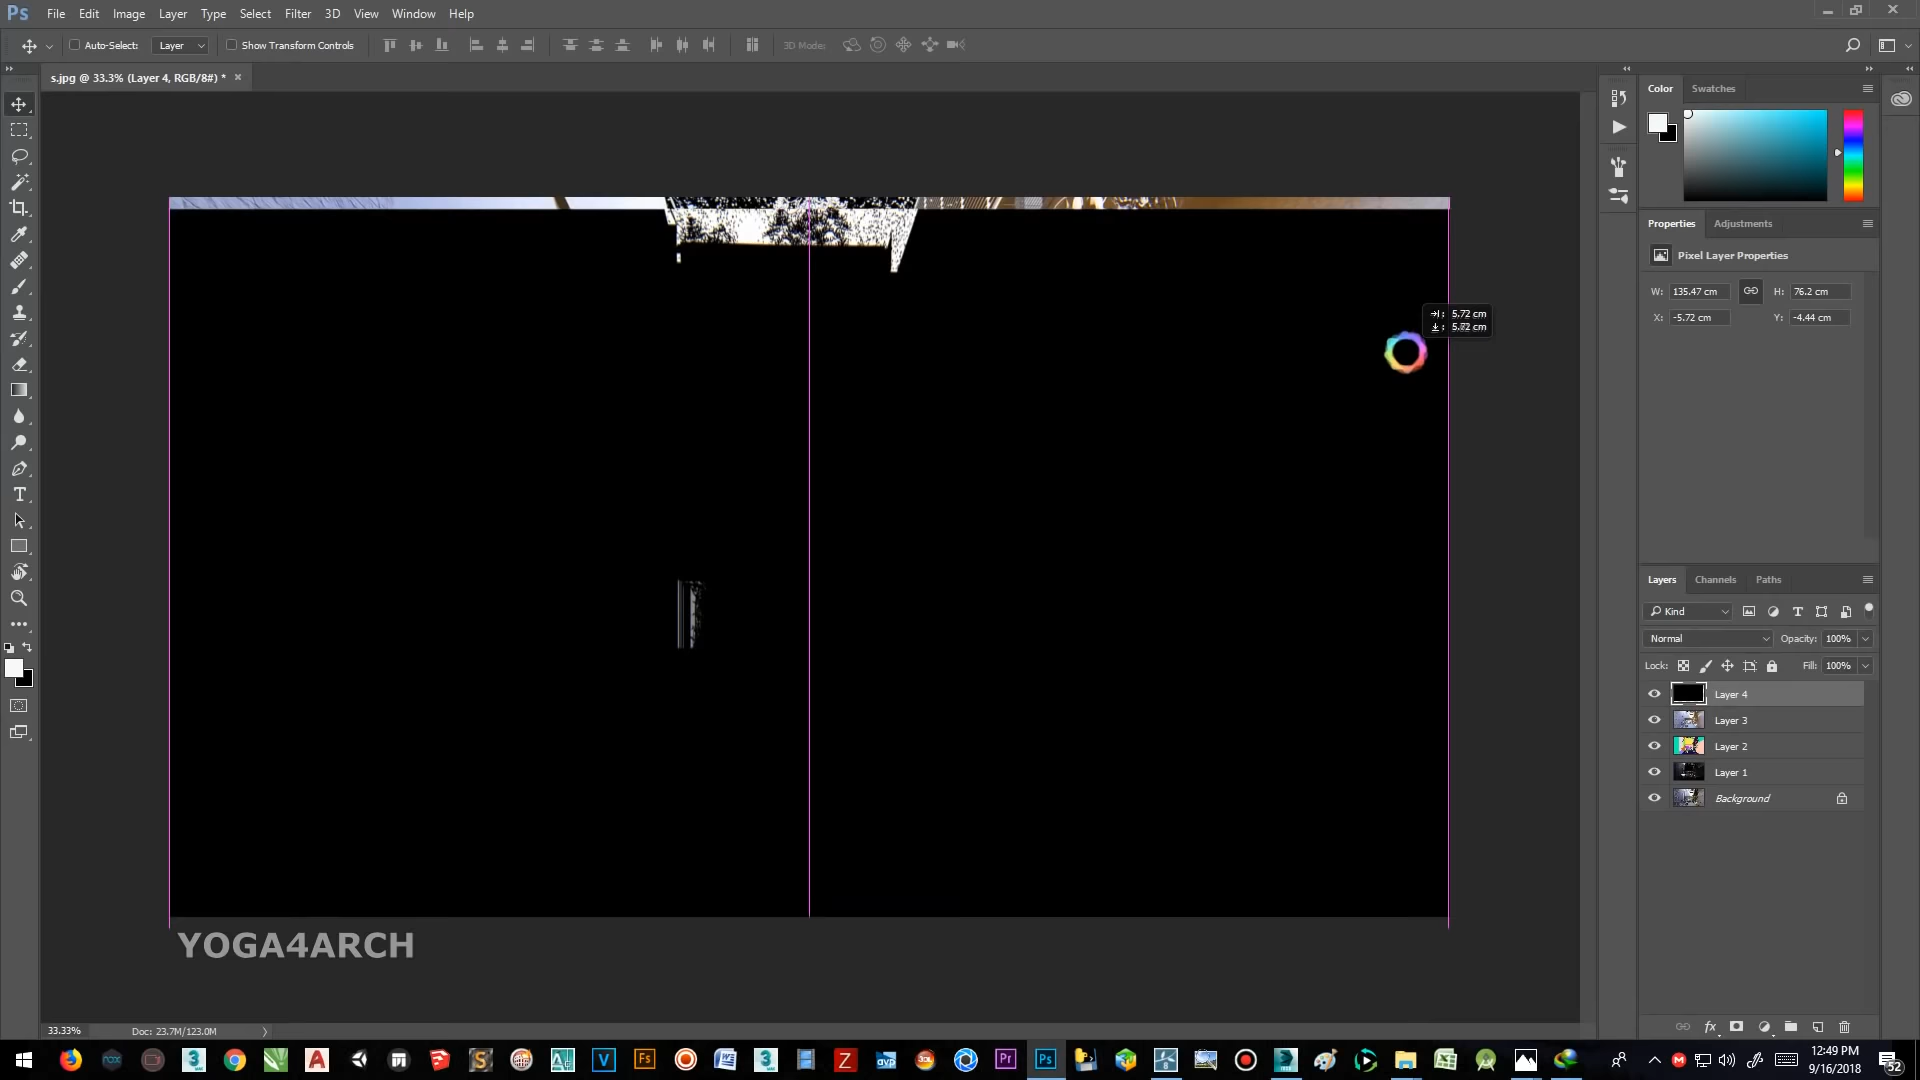 Ps File Edit Image Layer Type Select Filter 3D View Window Help
Auto-Select: Layer Show Transform Controls 3D Mode:
s.jpg @ 33.3% (Layer 4, RGB/8#) * ×
Color Swatches
Properties Adjustments
Pixel Layer Properties
W: 135.47 cm H: 76.2 cm
X: -5.72 cm Y: -4.44 cm
5.72 cm
5.72 cm
Layers Channels Paths
Kind
Normal Opacity: 100%
Lock: Fill: 100%
Layer 4
Layer 3
Layer 2
Layer 1
Background
YOGA4ARCH
33.33% Doc: 23.7M/123.0M
12:49 PM
9/16/2018
52